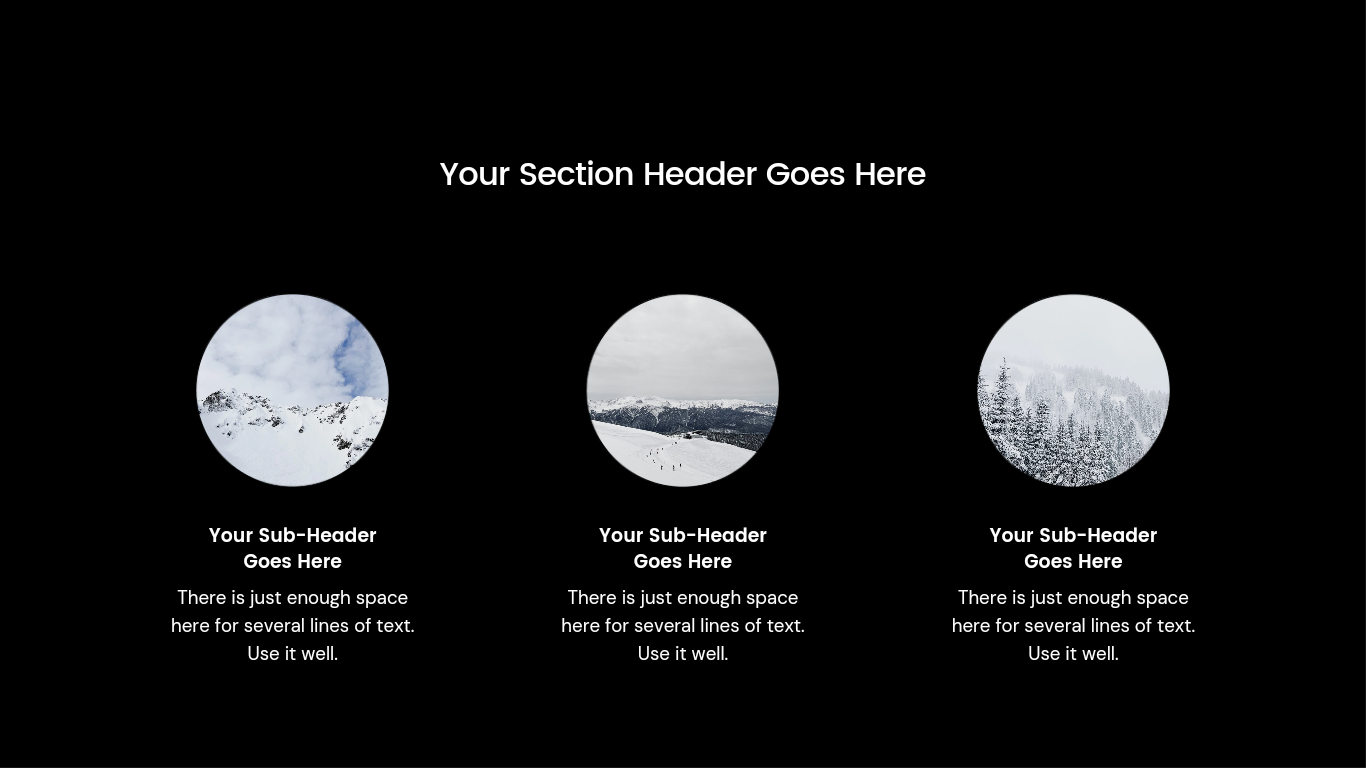 Your Section Header Goes Here
Your Sub-Header
Goes Here
There is just enough space
here for several lines of text.
Use it well.
Your Sub-Header
Goes Here
There is just enough space
here for several lines of text.
Use it well.
Your Sub-Header
Goes Here
There is just enough space
here for several lines of text.
Use it well.